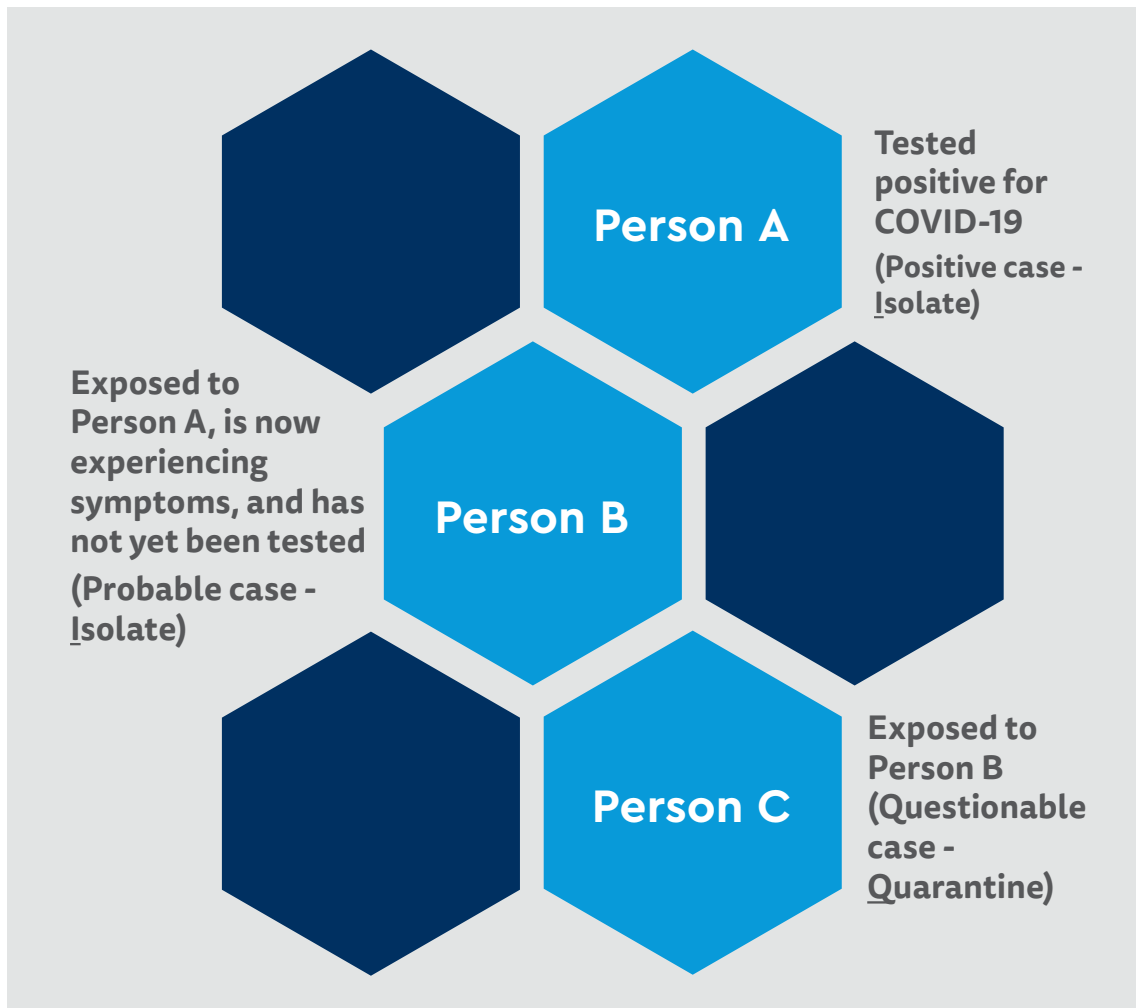 Person A
Tested
positive for
COVID-19
(Positive case -
Isolate)
Exposed to
Person A, is now
experiencing
symptoms, and has
not yet been tested
(Probable case -
Isolate)
Person B
Person C
Exposed to
Person B
(Questionable
case -
Quarantine)